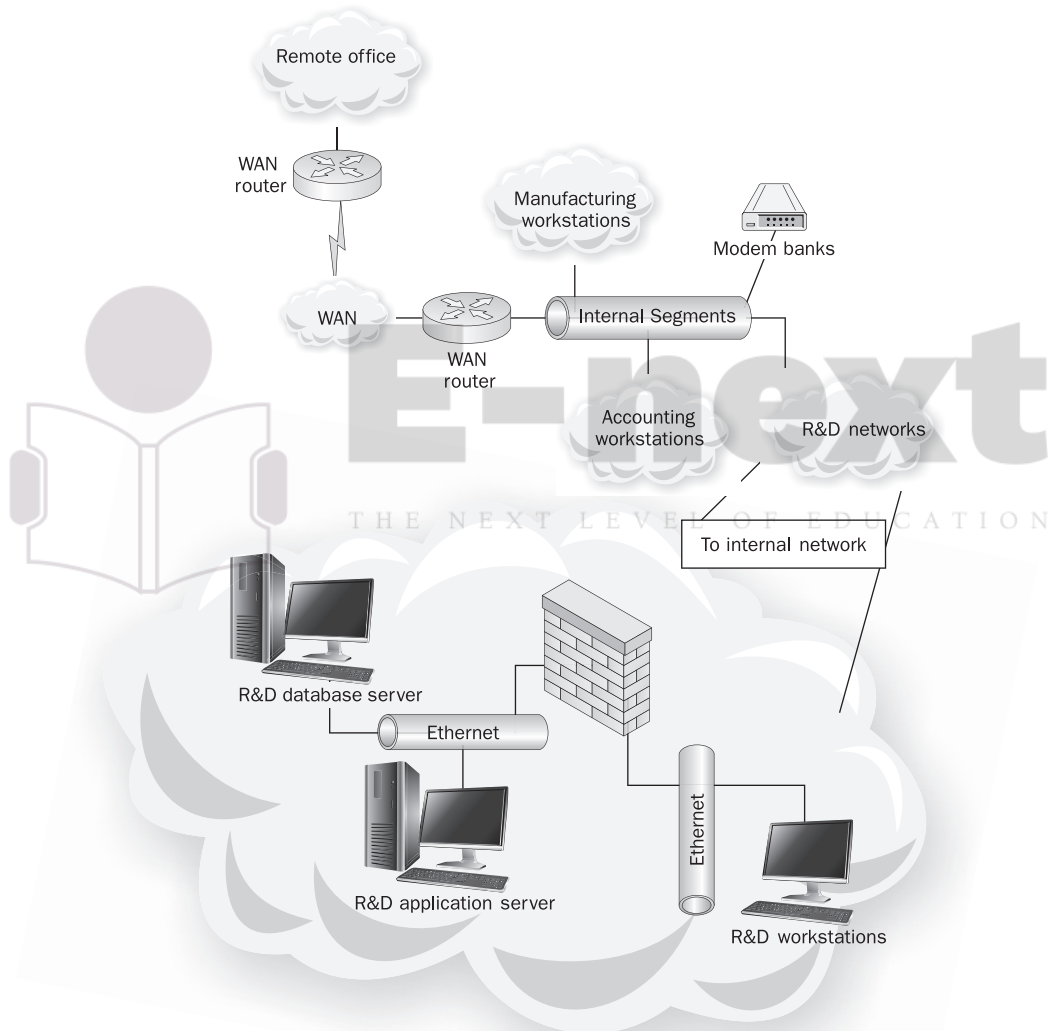 Remote office
WAN
router
Manufacturing
workstations
Modem banks
WAN
Internal Segments
WAN
router
E-next
Accounting
workstations
R&D networks
THE NEXT LEVEL OF EDUCATION
To internal network
R&D database server
Ethernet
Ethernet
R&D application server
R&D workstations